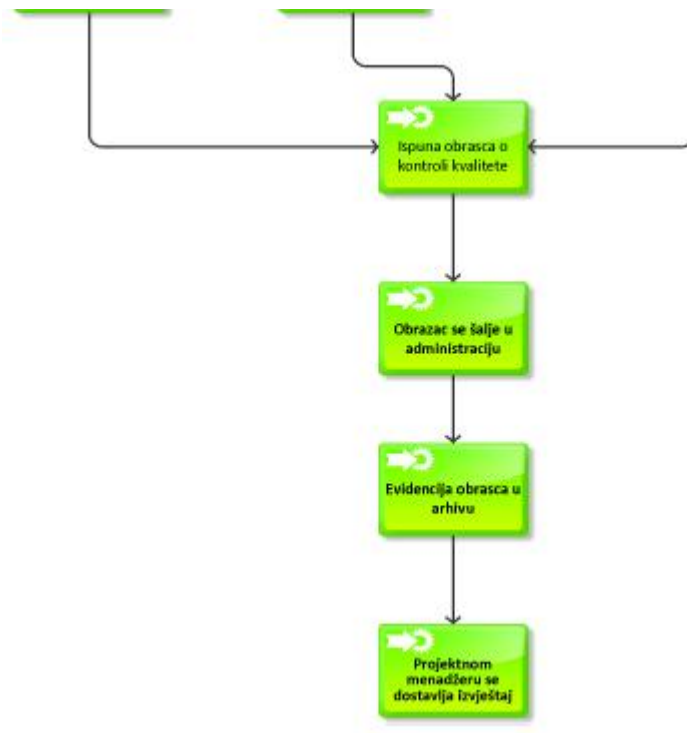 Ispuna obrasca o
kontroli kvalitete
Obrazac se šalje u
administraciju
Evidencija obrasca u
arhivu
Projektnom
menadžeru se
dostavlja izvještaj